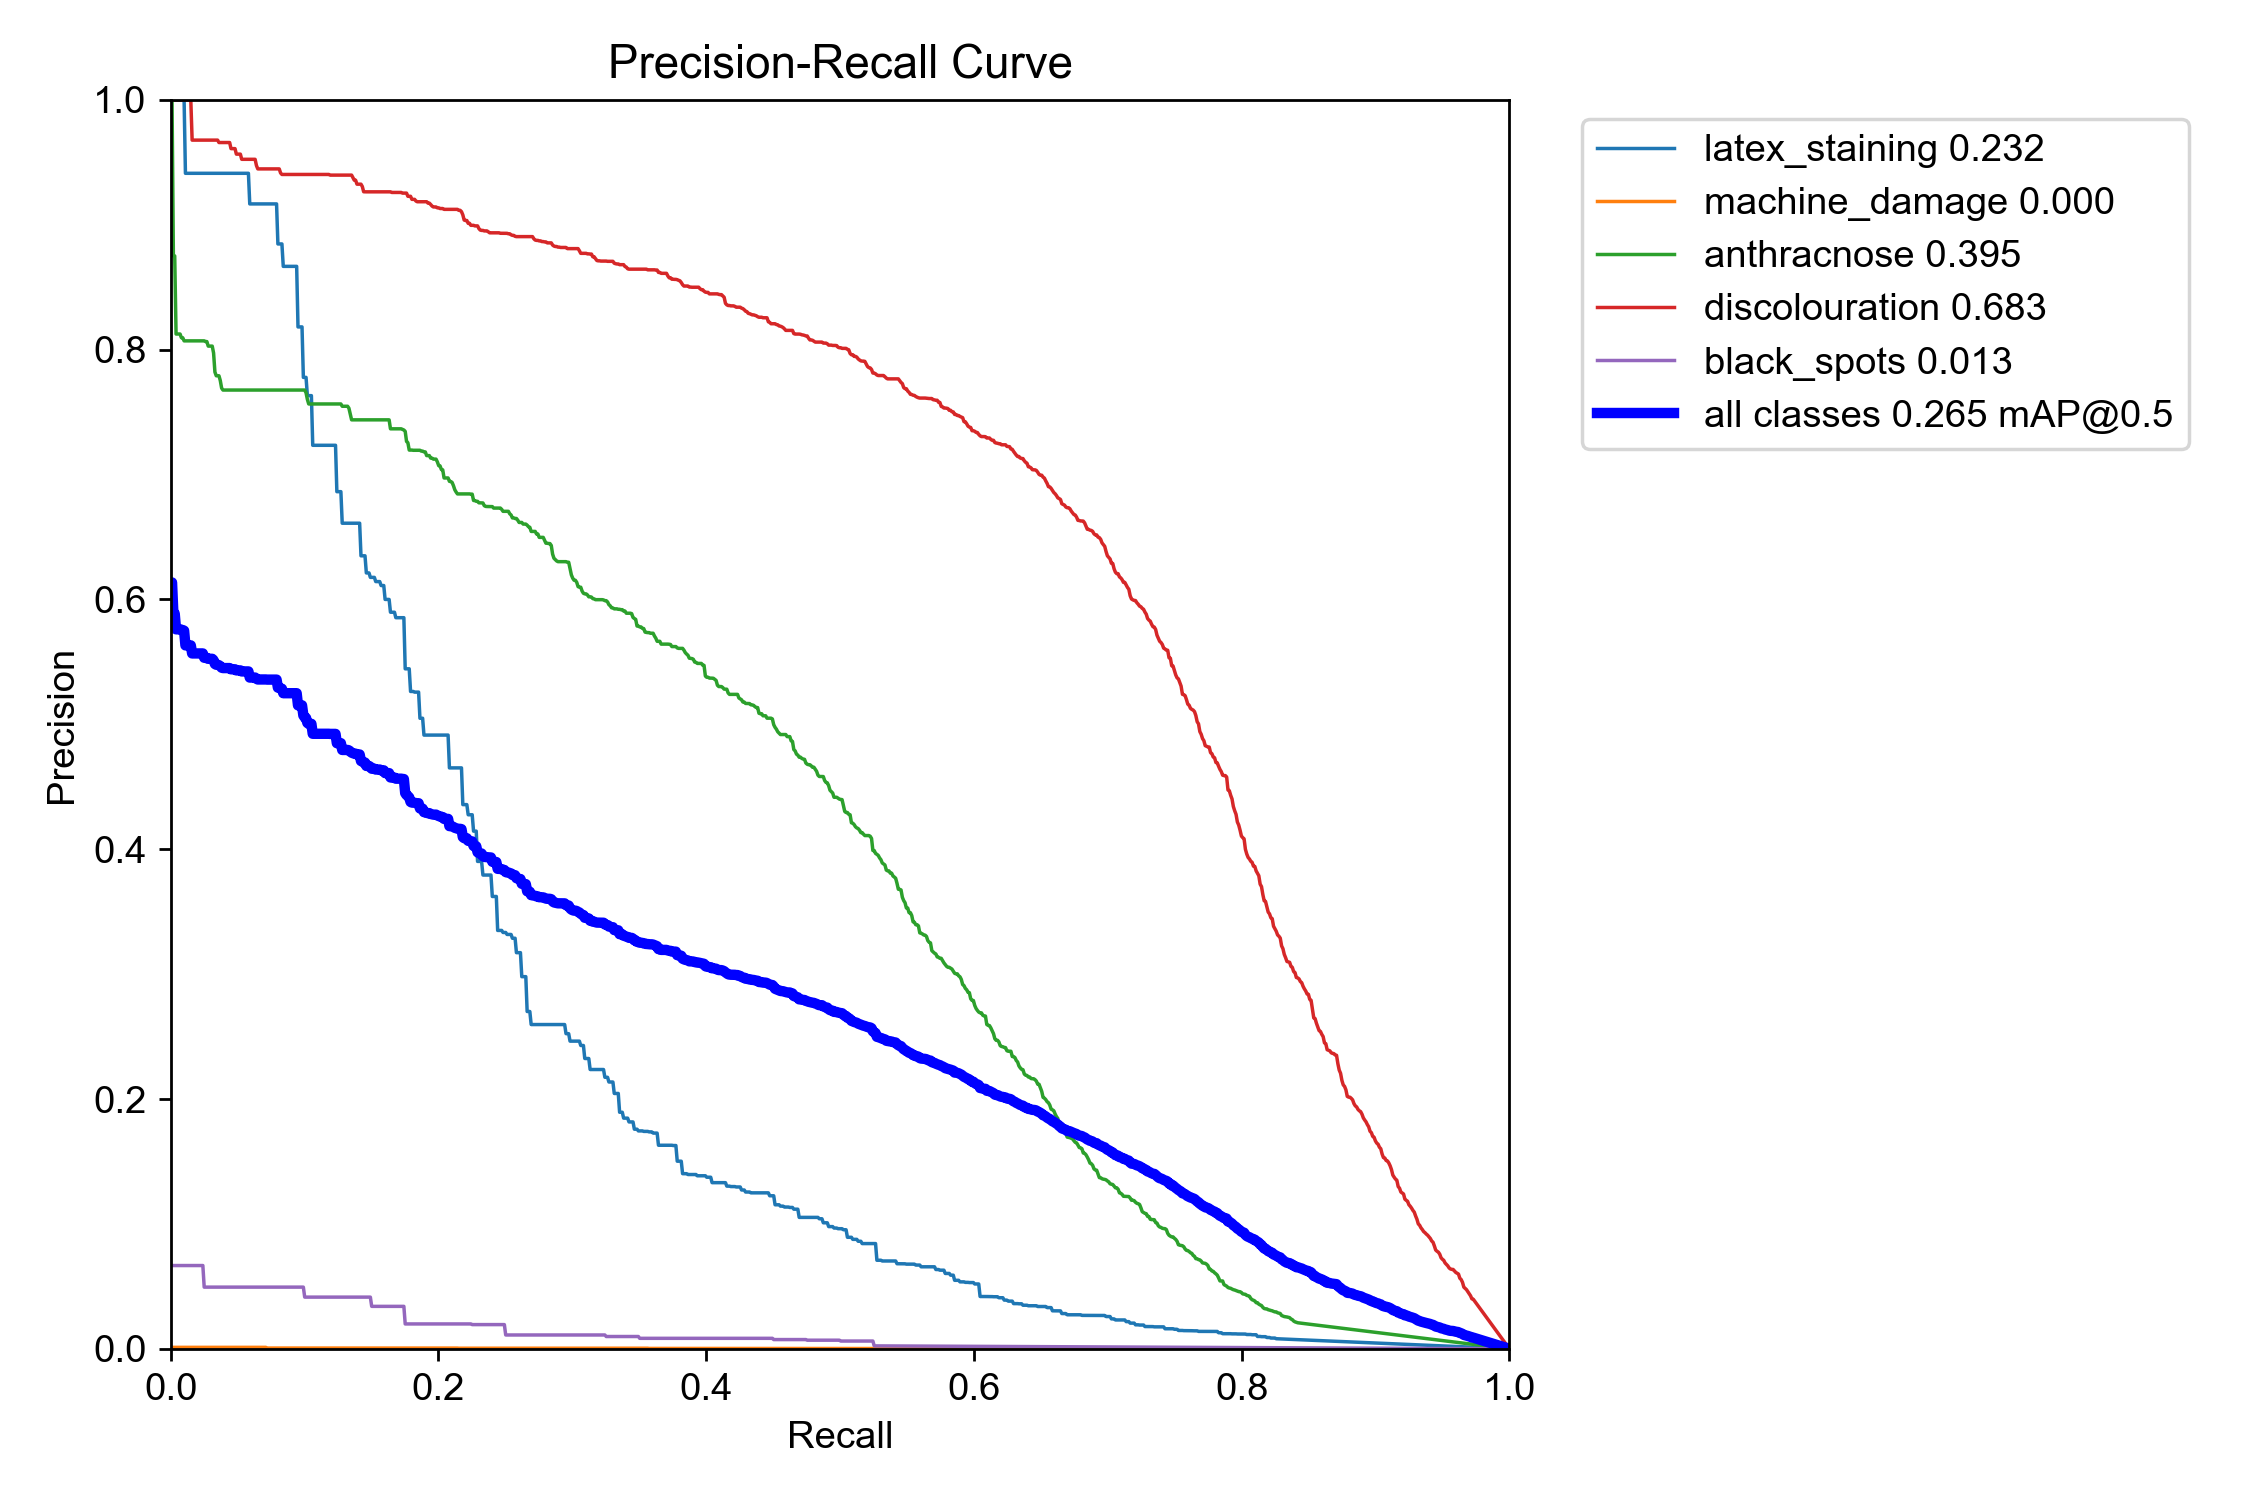 Precision-Recall Curve
1.0
0.8
0.6
0.4
0.2
0.0
Precision
0.0 0.2 0.4 0.6 0.8 1.0
Recall
latex_staining 0.232
machine_damage 0.000
anthracnose 0.395
discolouration 0.683
black_spots 0.013
all classes 0.265 mAP@0.5